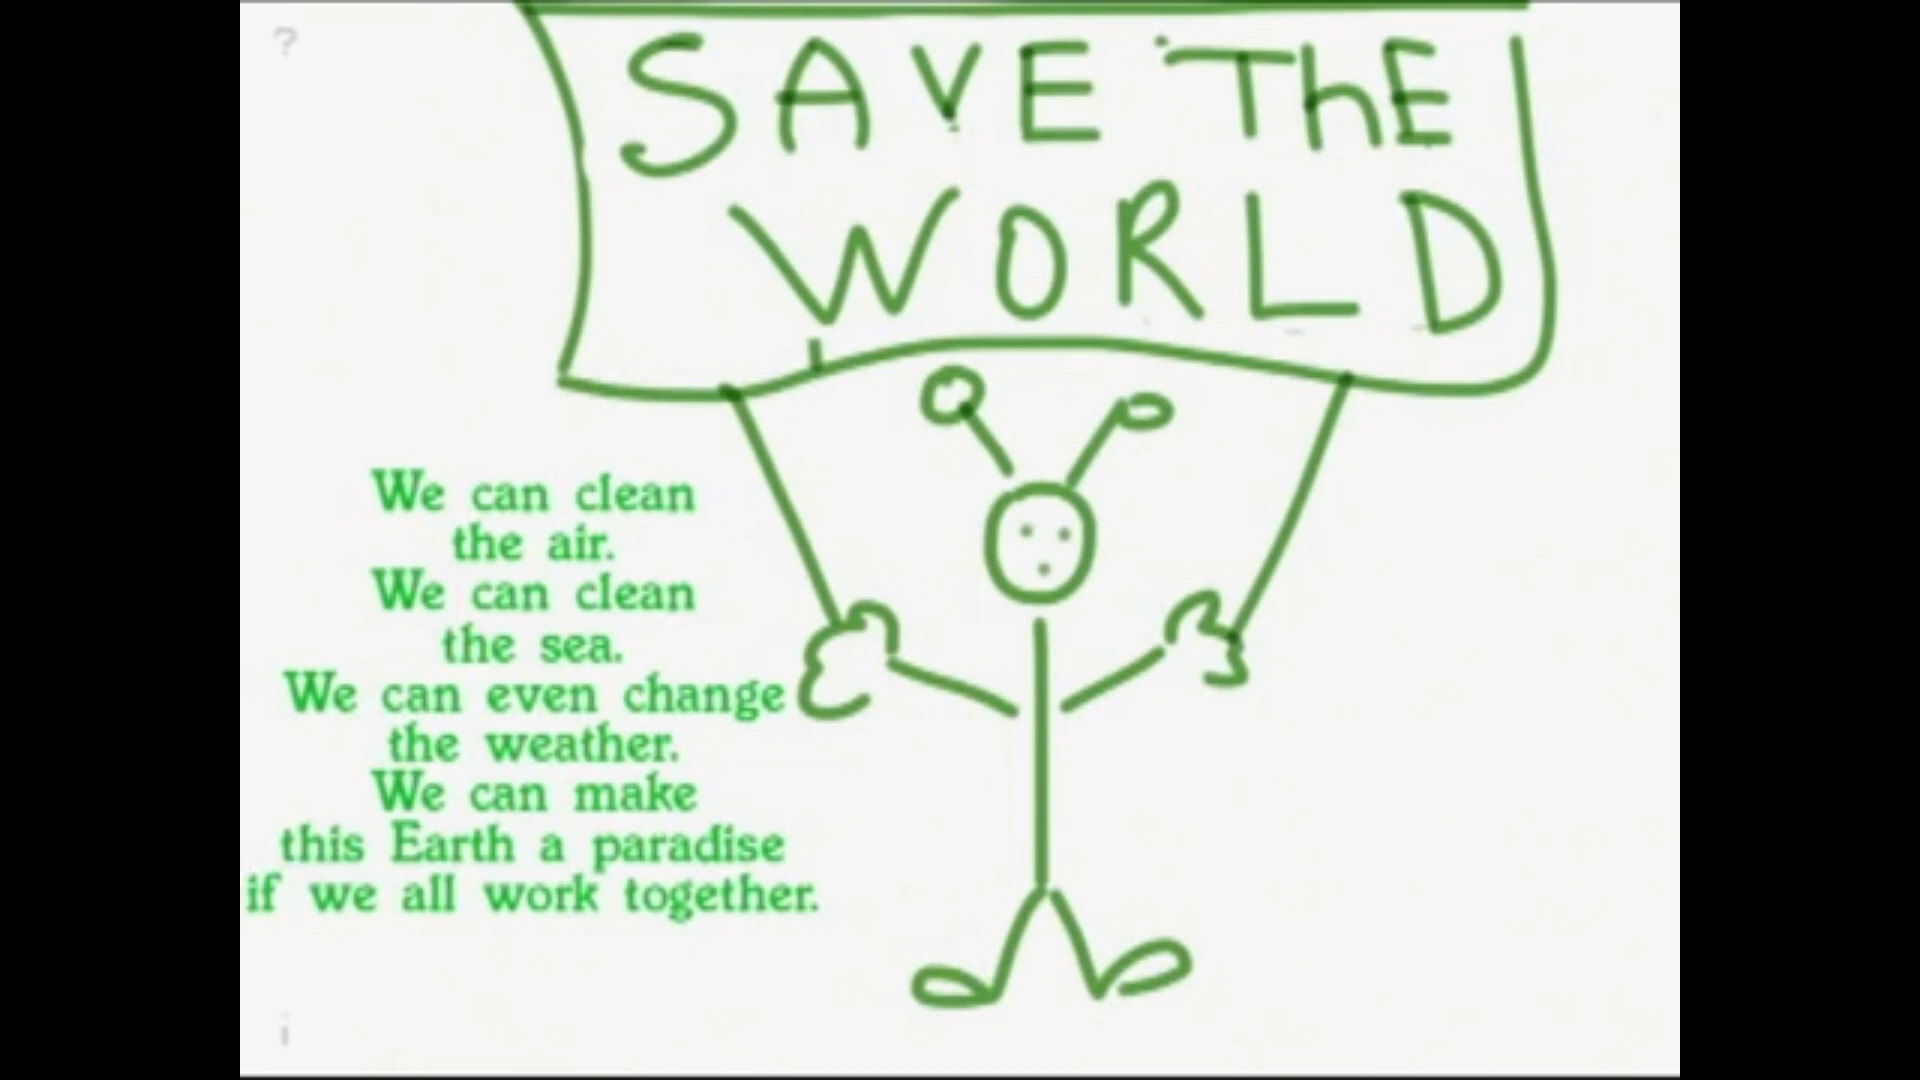 ?
SAVE ThE
WORLD
We can clean
the air.
We can clean
the sea.
We can even change
the weather.
We can make
this Earth a paradise
if we all work together.
i